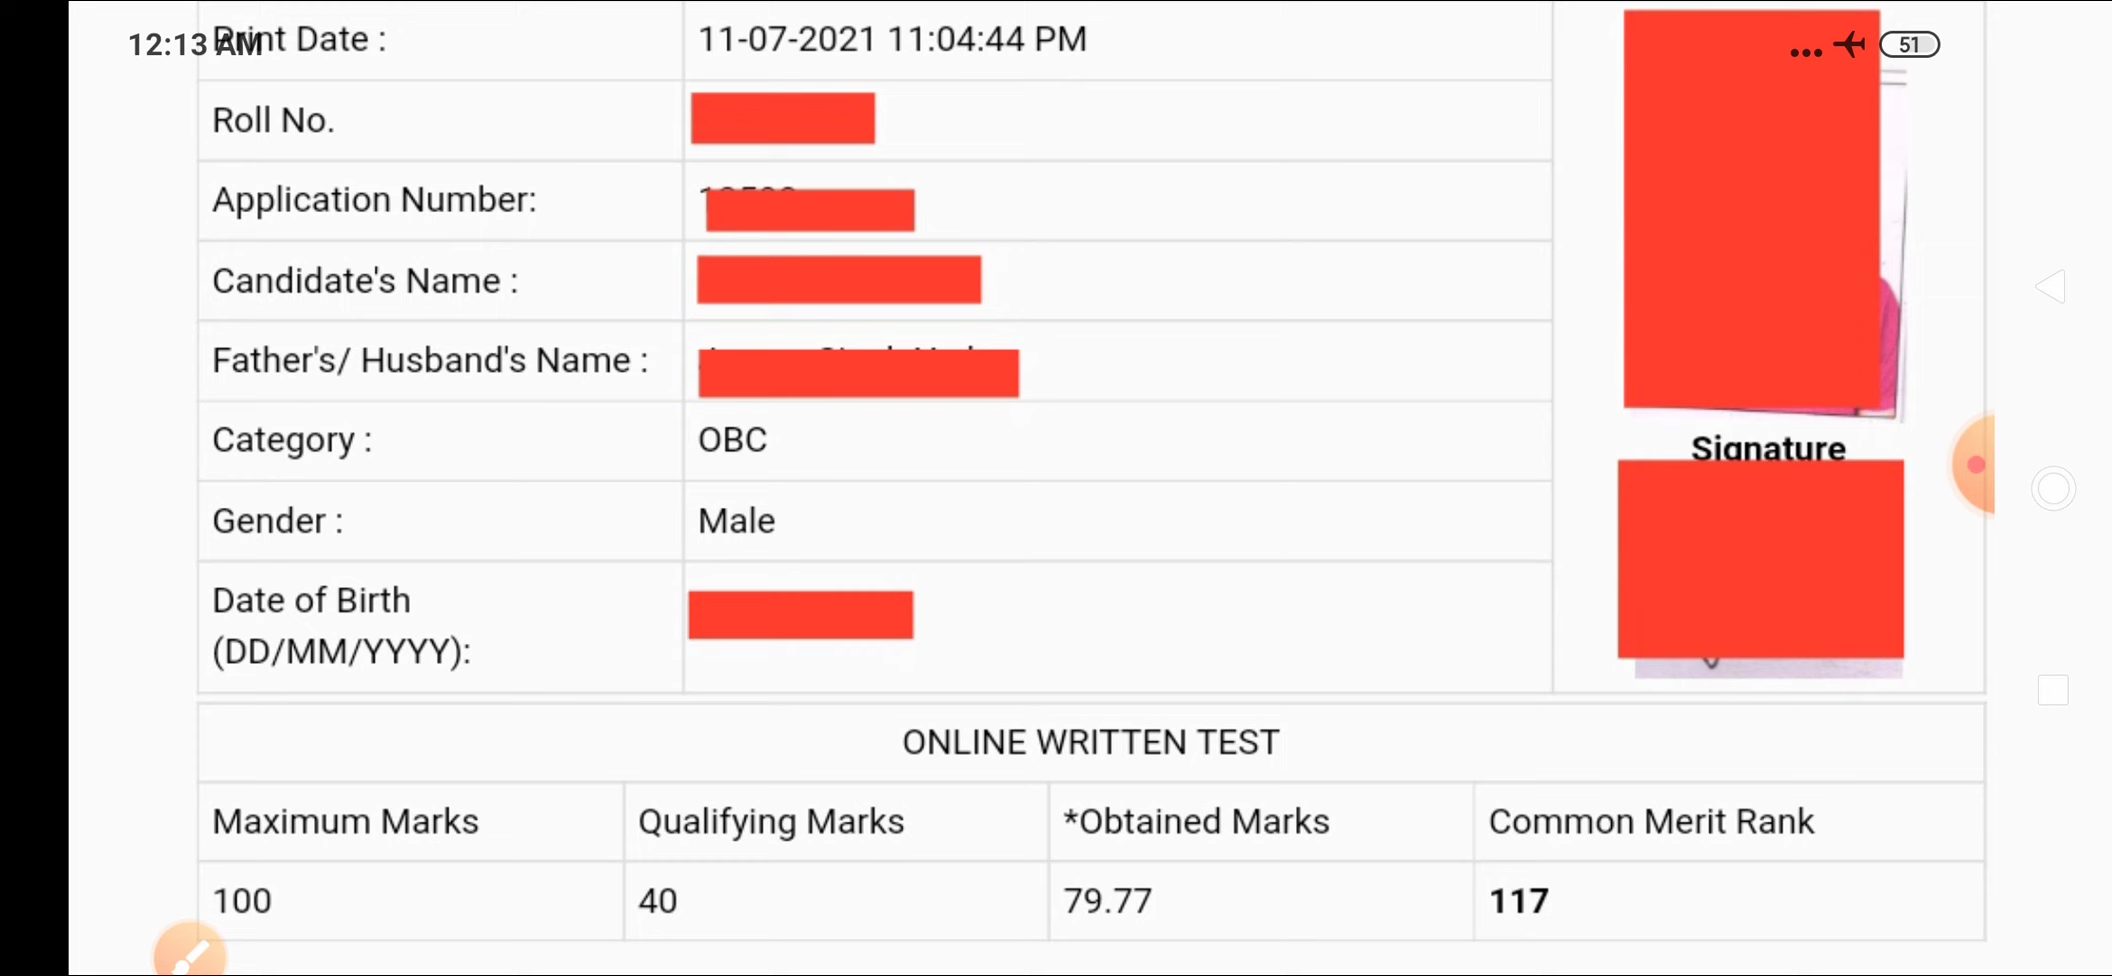 12:13 AM
51
Print Date :
11-07-2021 11:04:44 PM
Roll No.
Application Number:
Candidate's Name :
Father's/ Husband's Name :
Category :
OBC
Gender :
Male
Date of Birth
(DD/MM/YYYY):
Signature
ONLINE WRITTEN TEST
Maximum Marks
Qualifying Marks
*Obtained Marks
Common Merit Rank
100
40
79.77
117